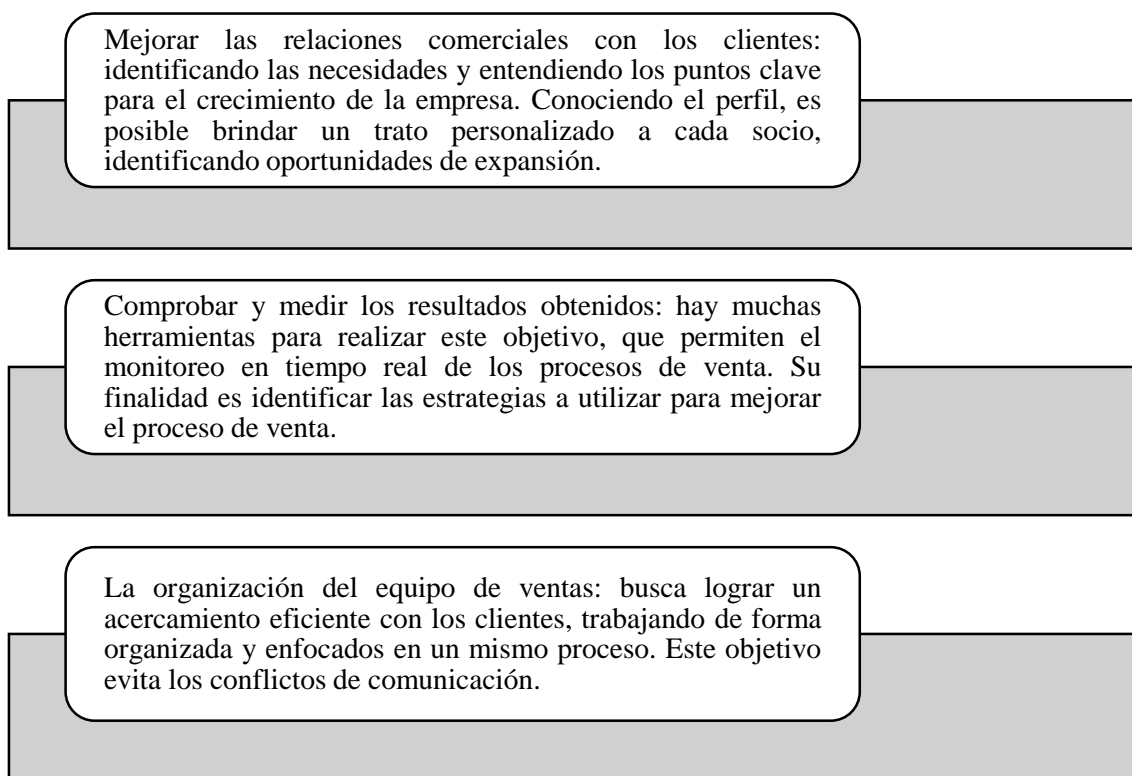 Mejorar las relaciones comerciales con los clientes:
identificando las necesidades y entendiendo los puntos clave
para el crecimiento de la empresa. Conociendo el perfil, es
posible brindar un trato personalizado a cada socio,
identificando oportunidades de expansión.
Comprobar y medir los resultados obtenidos: hay muchas
herramientas para realizar este objetivo, que permiten el
monitoreo en tiempo real de los procesos de venta. Su
finalidad es identificar las estrategias a utilizar para mejorar
el proceso de venta.
La organización del equipo de ventas: busca lograr un
acercamiento eficiente con los clientes, trabajando de forma
organizada y enfocados en un mismo proceso. Este objetivo
evita los conflictos de comunicación.